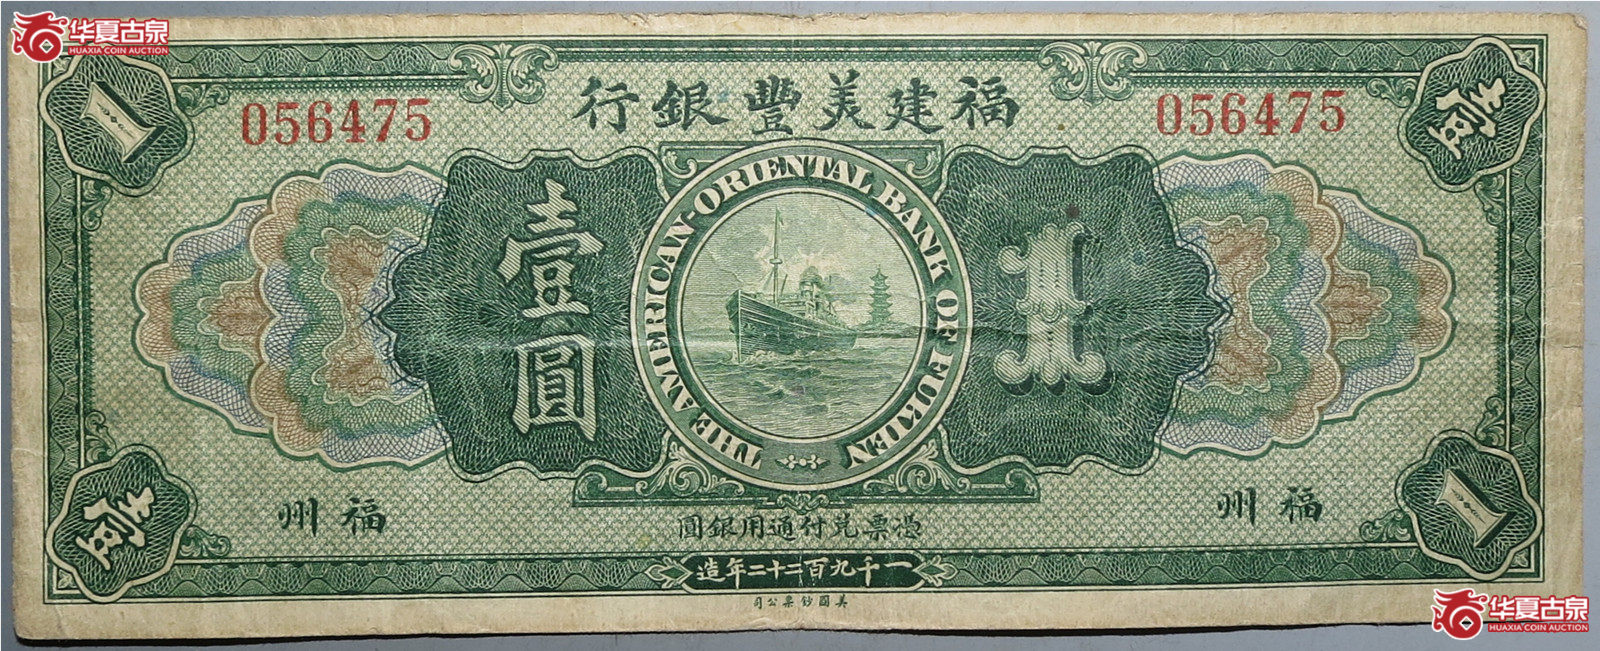 华夏古泉
HUAXIA COIN AUCTION
1
壹
行銀豐美建福
056475
056475
THE AMERICAN-ORIENTAL BANK OF FUKIEN
壹圓
1
州福
州福
圓銀用通付兑票憑
造年二十二百九千一
司公票鈔國美
壹
1
华夏古泉
HUAXIA COIN AUCTION